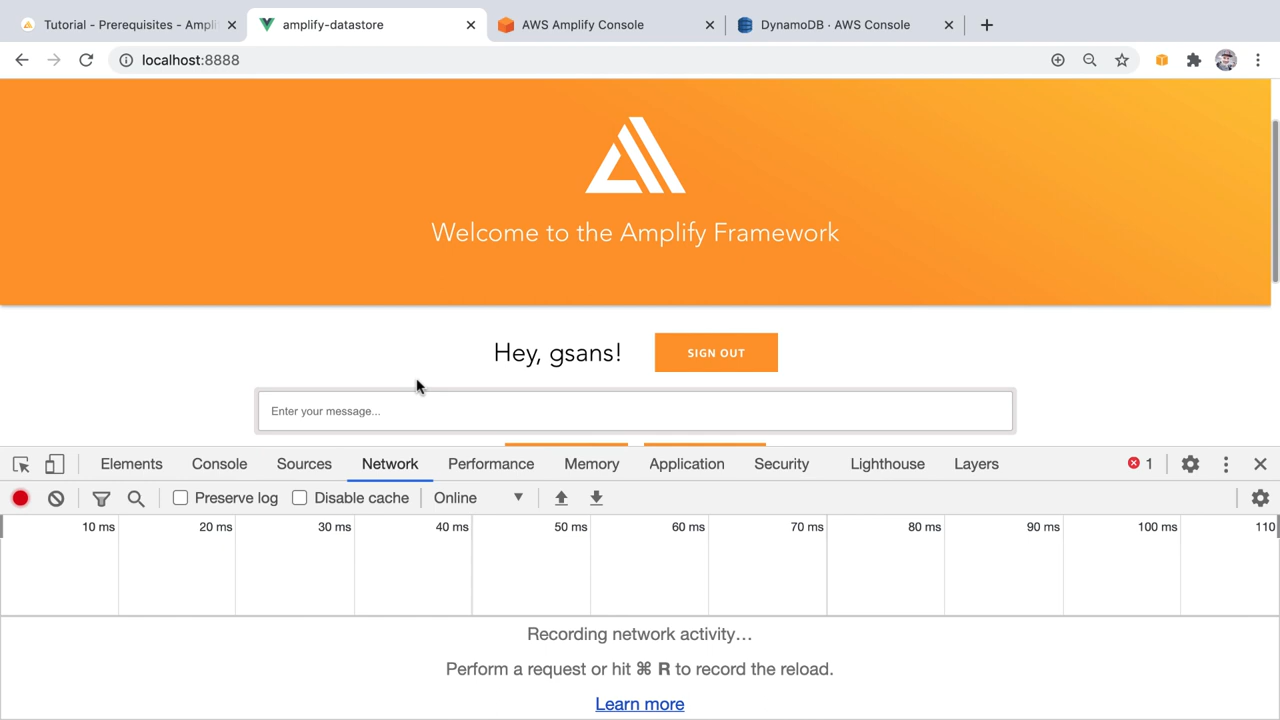 Tutorial - Prerequisites - Ampli
amplify-datastore
AWS Amplify Console
DynamoDB · AWS Console
localhost:8888
Welcome to the Amplify Framework
Hey, gsans!
SIGN OUT
Enter your message...
Elements Console Sources Network Performance Memory Application Security Lighthouse Layers 1
Preserve log Disable cache Online
10 ms 20 ms 30 ms 40 ms 50 ms 60 ms 70 ms 80 ms 90 ms 100 ms 110
Recording network activity…
Perform a request or hit ⌘ R to record the reload.
Learn more